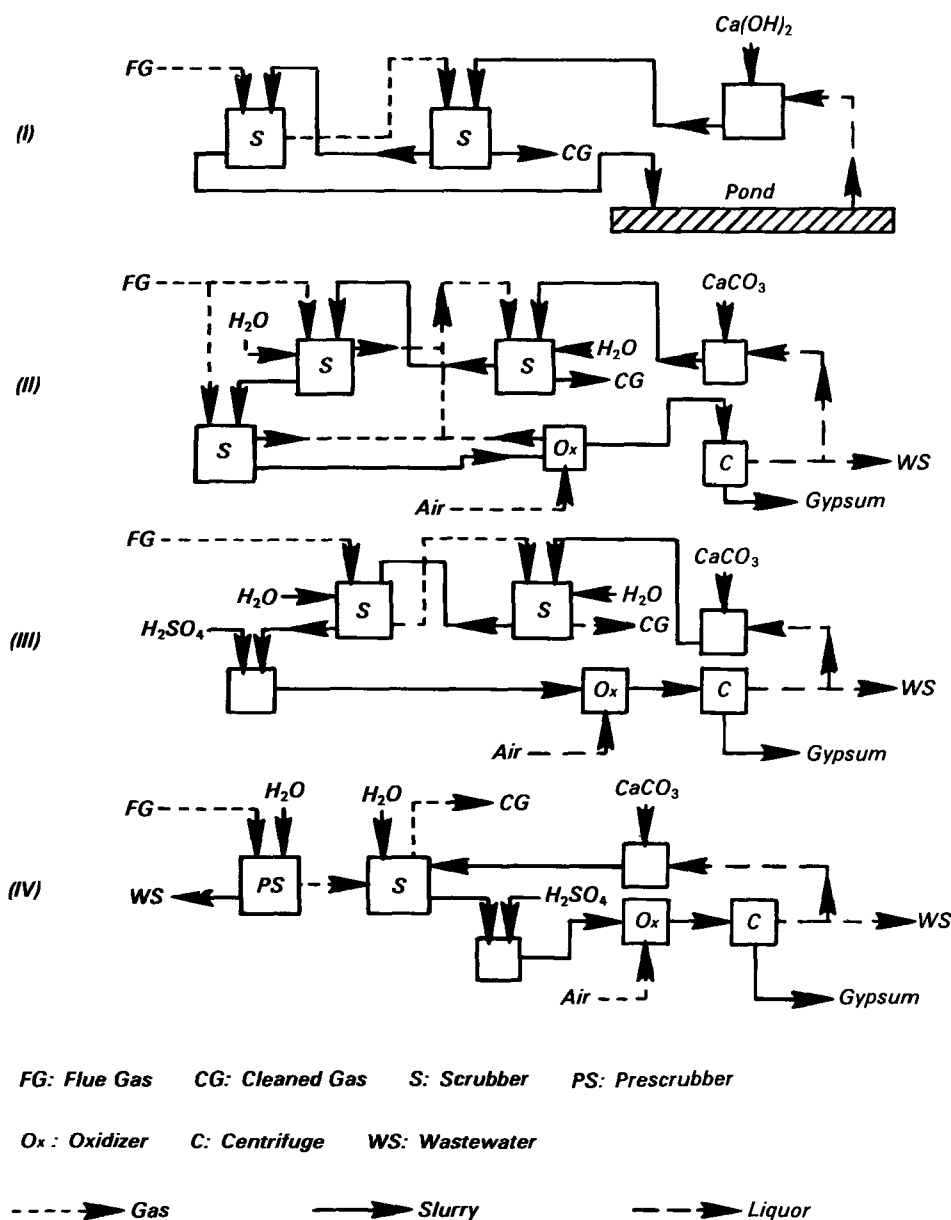 Ca(OH)2
FG
(I)
S
S
CG
Pond
FG
CaCO3
H2O
(II)
S
S
H2O
CG
S
Ox
C
WS
Air
Gypsum
FG
CaCO3
H2O
S
S
H2O
H2SO4
CG
(III)
Ox
C
WS
Air
Gypsum
FG
H2O
H2O
CG
CaCO3
(IV)
WS
PS
S
H2SO4
Ox
C
WS
Air
Gypsum
FG: Flue Gas CG: Cleaned Gas S: Scrubber PS: Prescrubber
Ox : Oxidizer C: Centrifuge WS: Wastewater
Gas Slurry Liquor